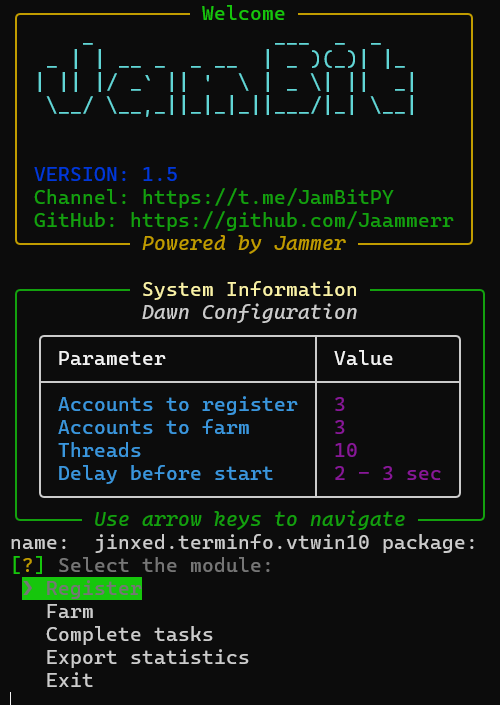 Welcome
JamBit
VERSION: 1.5
Channel: https://t.me/JamBitPY
GitHub: https://github.com/Jaammerr
Powered by Jammer
System Information
Dawn Configuration
Parameter Value
Accounts to register 3
Accounts to farm 3
Threads 10
Delay before start 2 - 3 sec
Use arrow keys to navigate
name:  jinxed.terminfo.vtwin10 package:
[?] Select the module:
❯ Register
Farm
Complete tasks
Export statistics
Exit